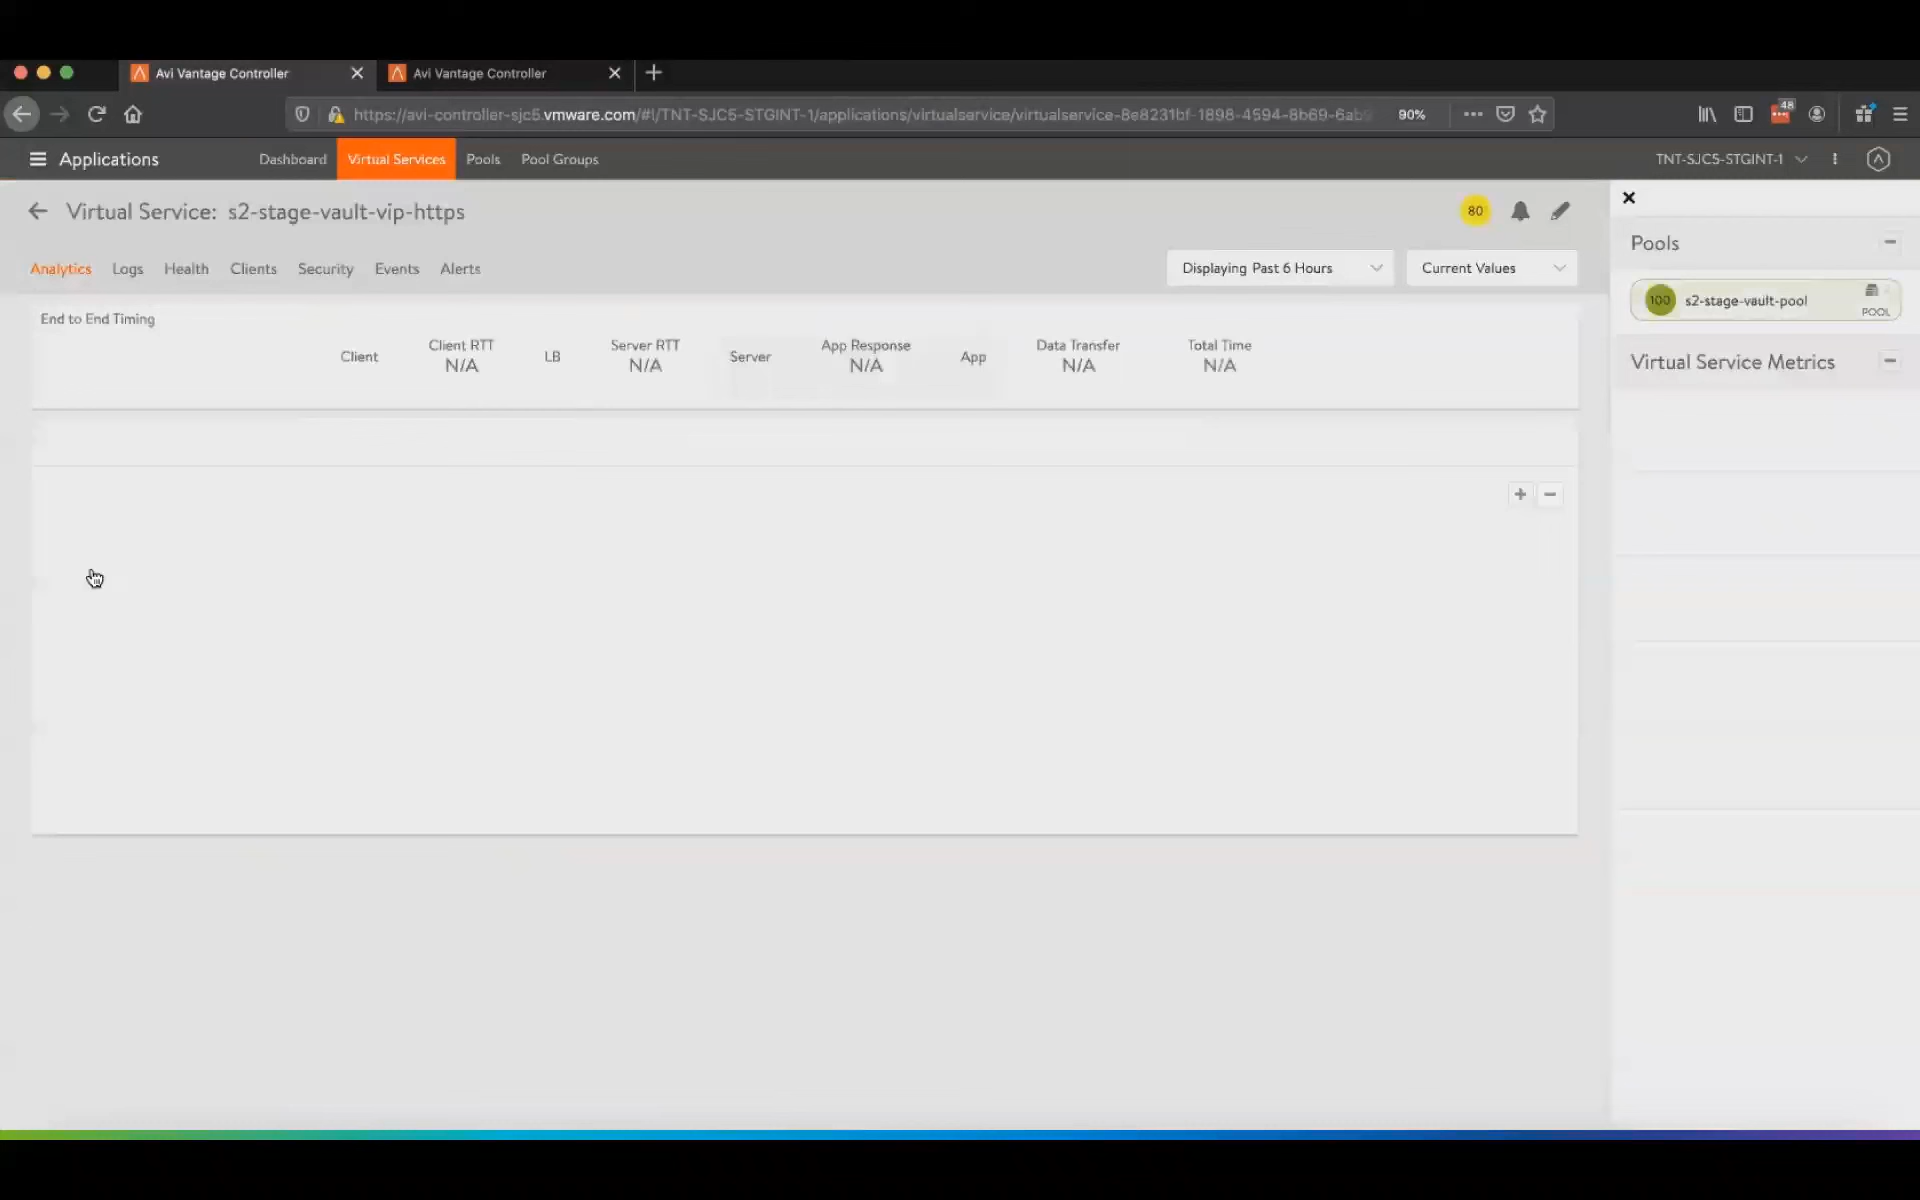 Avi Vantage Controller
Avi Vantage Controller
https://avi-controller-sjc5.vmware.com/#!/TNT-SJC5-STGINT-1/applications/virtualservice/virtualservice-8e8231bf-1898-4594-8b69-6ab
90%
48
Applications
Dashboard
Virtual Services
Pools
Pool Groups
TNT-SJC5-STGINT-1
Virtual Service: s2-stage-vault-vip-https
80
Analytics
Logs
Health
Clients
Security
Events
Alerts
Displaying Past 6 Hours
Current Values
End to End Timing
Client
Client RTT
N/A
LB
Server RTT
N/A
Server
App Response
N/A
App
Data Transfer
N/A
Total Time
N/A
Pools
100
s2-stage-vault-pool
POOL
Virtual Service Metrics